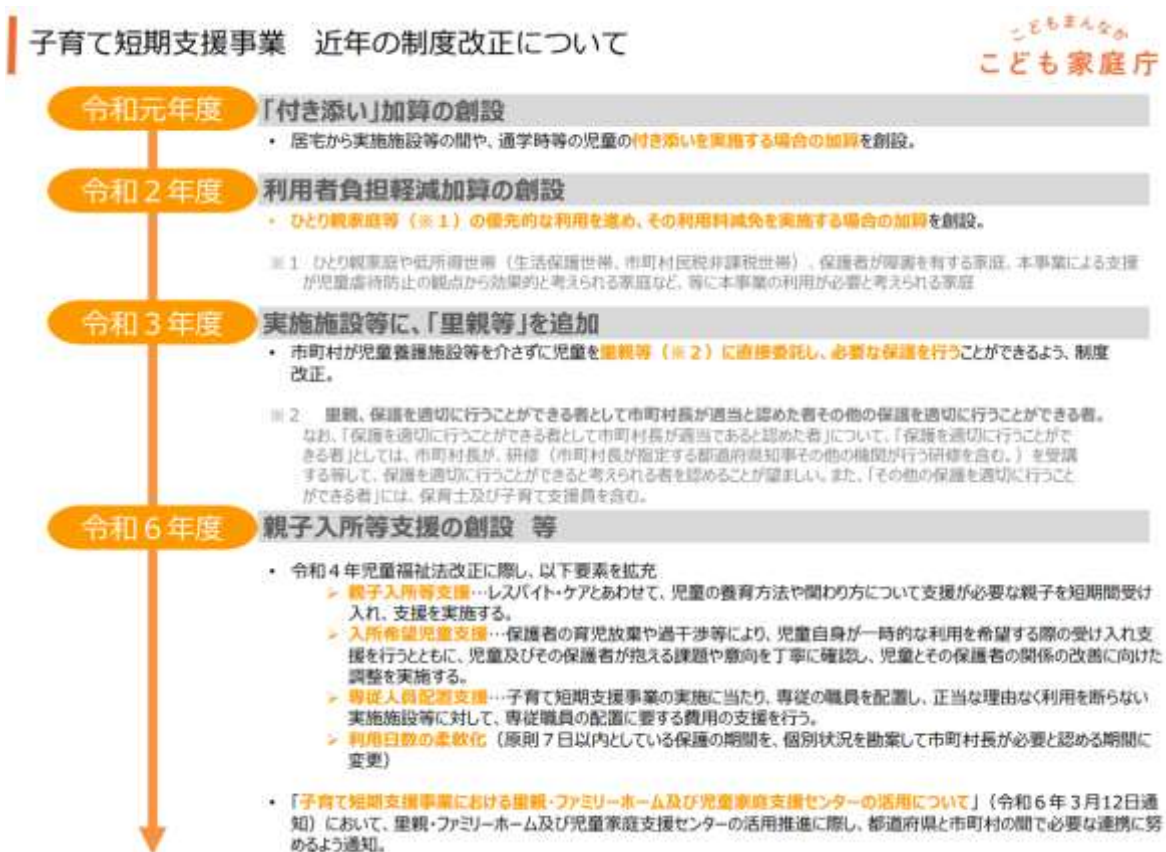 子育て短期支援事業 近年の制度改正について
こどもまんなか
こども家庭庁
令和元年度
「付き添い」加算の創設
・ 居宅から実施施設等の間や、通学時等の児童の付き添いを実施する場合の加算を創設。
令和2年度
利用者負担軽減加算の創設
・ ひとり親家庭等(※1)の優先的な利用を進め、その利用料減免を実施する場合の加算を創設。
※1 ひとり親家庭や低所得世帯(生活保護世帯、市町村民税非課税世帯)、保護者が障害を有する家庭、本事業による支援
が児童虐待防止の観点から効果的と考えられる家庭など、等に本事業の利用が必要と考えられる家庭
令和3年度
実施施設等に、「里親等」を追加
・ 市町村が児童養護施設等を介さずに児童を里親等(※2)に直接委託し、必要な保護を行うことができるよう、制度
改正。
※2 里親、保護を適切に行うことができる者として市町村長が適当と認めた者その他の保護を適切に行うことができる者。
なお、「保護を適切に行うことができる者として市町村長が適当であると認めた者」について、「保護を適切に行うことがで
きる者」としては、市町村長が、研修(市町村長が指定する都道府県知事その他の機関が行う研修を含む。)を受講
する等して、保護を適切に行うことができると考えられる者を認めることが望ましい。また、「その他の保護を適切に行うこと
ができる者」には、保育士及び子育て支援員を含む。
令和6年度
親子入所等支援の創設 等
・ 令和4年児童福祉法改正に際し、以下要素を拡充
➢ 親子入所等支援…レスパイト・ケアとあわせて、児童の養育方法や関わり方について支援が必要な親子を短期間受け
入れ、支援を実施する。
➢ 入所希望児童支援…保護者の育児放棄や過干渉等により、児童自身が一時的な利用を希望する際の受け入れ支
援を行うとともに、児童及びその保護者が抱える課題や意向を丁寧に確認し、児童とその保護者の関係の改善に向けた
調整を実施する。
➢ 専従人員配置支援…子育て短期支援事業の実施に当たり、専従の職員を配置し、正当な理由なく利用を断らない
実施施設等に対して、専従職員の配置に要する費用の支援を行う。
➢ 利用日数の柔軟化(原則7日以内としている保護の期間を、個別状況を勘案して市町村長が必要と認める期間に
変更)
・ 「子育て短期支援事業における里親・ファミリーホーム及び児童家庭支援センターの活用について」(令和6年3月12日通
知)において、里親・ファミリーホーム及び児童家庭支援センターの活用推進に際し、都道府県と市町村の間で必要な連携に努
めるよう通知。